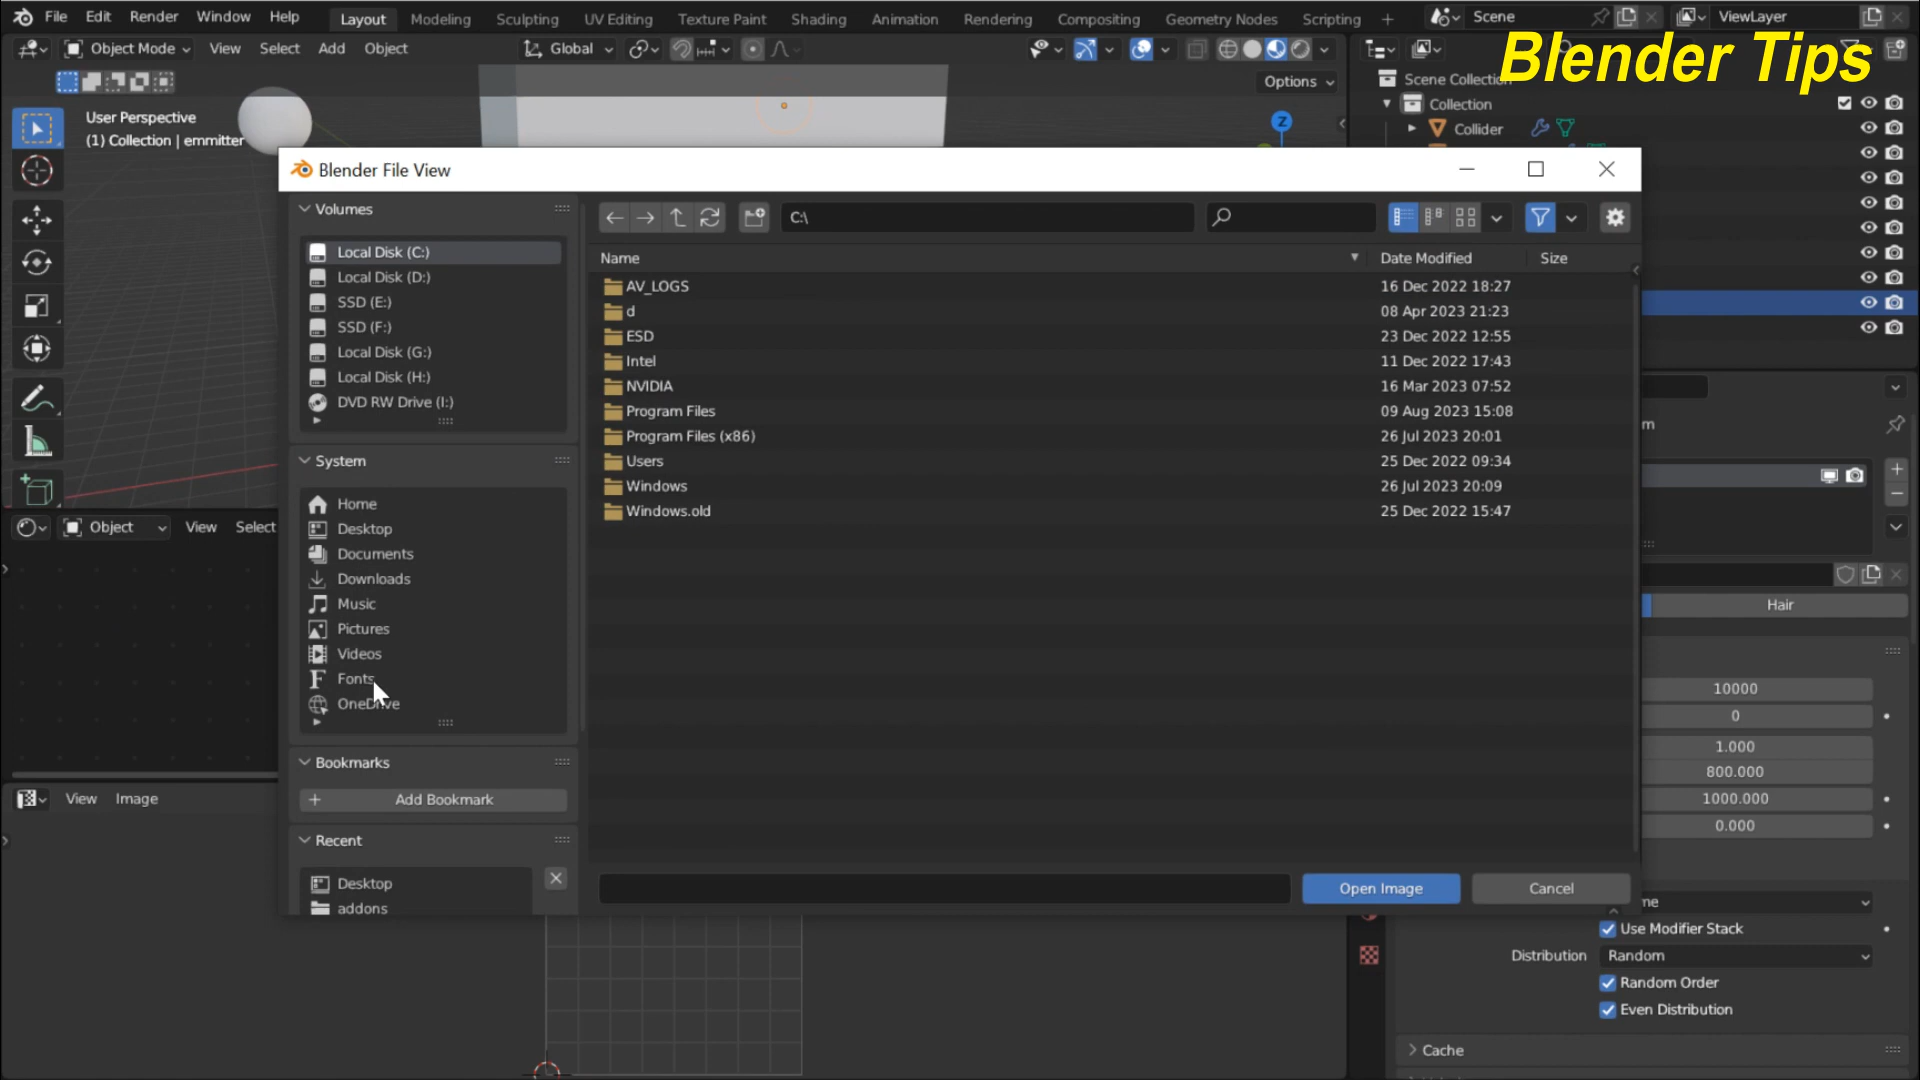 File Edit Render Window Help Layout Modeling Sculpting UV Editing Texture Paint Shading Animation Rendering Compositing Geometry Nodes Scripting + Scene ViewLayer
Object Mode View Select Add Object Global
Blender Tips
Options
Scene Collection
Collection
Collider
User Perspective
(1) Collection | emmitter
Z
Blender File View
Volumes
Local Disk (C:)
Local Disk (D:)
SSD (E:)
SSD (F:)
Local Disk (G:)
Local Disk (H:)
DVD RW Drive (I:)
System
Home
Desktop
Documents
Downloads
Music
Pictures
Videos
Fonts
OneDrive
Bookmarks
Add Bookmark
Recent
Desktop
addons
C:\
Name Date Modified Size
AV_LOGS 16 Dec 2022 18:27
d 08 Apr 2023 21:23
ESD 23 Dec 2022 12:55
Intel 11 Dec 2022 17:43
NVIDIA 16 Mar 2023 07:52
Program Files 09 Aug 2023 15:08
Program Files (x86) 26 Jul 2023 20:01
Users 25 Dec 2022 09:34
Windows 26 Jul 2023 20:09
Windows.old 25 Dec 2022 15:47
Open Image Cancel
Object View Select
View Image
Hair
10000
0
1.000
800.000
1000.000
0.000
Use Modifier Stack
Distribution Random
Random Order
Even Distribution
Cache